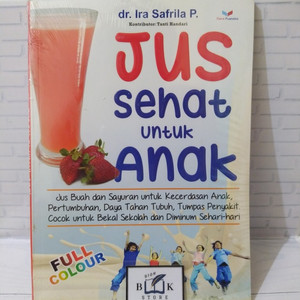 dr. Ira Safrila P.
Kontributor: Tanti Handari
JUS
sehat
untuk
Anak
Jus Buah dan Sayuran untuk Kecerdasan Anak,
Pertumbuhan, Daya Tahan Tubuh, Tumpas Penyakit
Cocok untuk Bekal Sekolah dan Diminum Sehari-hari
FULL
COLOUR
BOOK
STORE